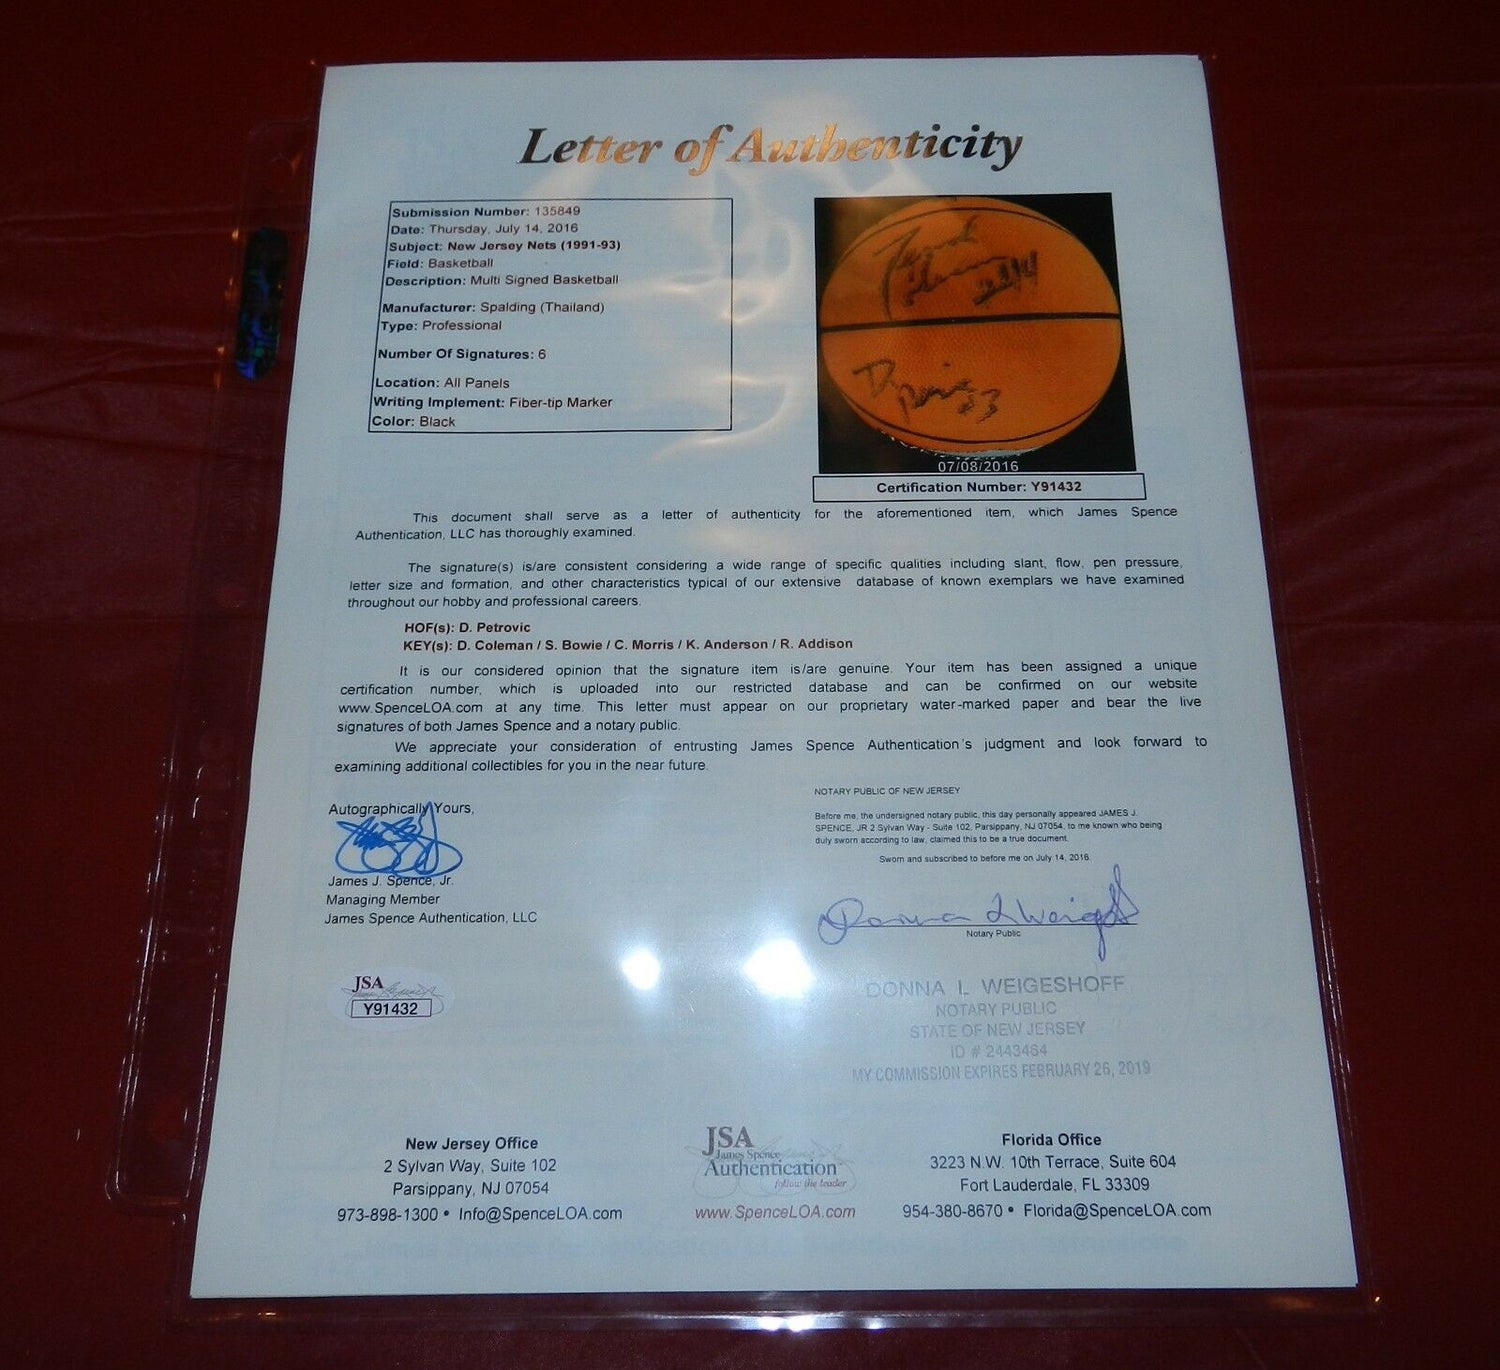 Letter of Authenticity
Submission Number: 135849
Date: Thursday, July 14, 2016
Subject: New Jersey Nets (1991-93)
Field: Basketball
Description: Multi Signed Basketball
Manufacturer: Spalding (Thailand)
Type: Professional
Number Of Signatures: 6
Location: All Panels
Writing Implement: Fiber-tip Marker
Color: Black
07/08/2016
Certification Number: Y91432
This document shall serve as a letter of authenticity for the aforementioned item, which James Spence
Authentication, LLC has thoroughly examined.
The signature(s) is/are consistent considering a wide range of specific qualities including slant, flow, pen pressure,
letter size and formation, and other characteristics typical of our extensive database of known exemplars we have examined
throughout our hobby and professional careers.
HOF(s): D. Petrovic
KEY(s): D. Coleman / S. Bowie / C. Morris / K. Anderson / R. Addison
It is our considered opinion that the signature item is/are genuine. Your item has been assigned a unique
certification number, which is uploaded into our restricted database and can be confirmed on our website
www.SpenceLOA.com at any time. This letter must appear on our proprietary water-marked paper and bear the live
signatures of both James Spence and a notary public.
We appreciate your consideration of entrusting James Spence Authentication's judgment and look forward to
examining additional collectibles for you in the near future.
Autographically Yours,
James J. Spence, Jr.
Managing Member
James Spence Authentication, LLC
NOTARY PUBLIC OF NEW JERSEY
Before me, the undersigned notary public, this day personally appeared JAMES J.
SPENCE, JR 2 Sylvan Way - Suite 102, Parsippany, NJ 07054, to me known who being
duly sworn according to law, claimed this to be a true document.
Sworn and subscribed to before me on July 14, 2016.
Donna L Weigeshoff
Notary Public
JSA
Y91432
DONNA L WEIGESHOFF
NOTARY PUBLIC
STATE OF NEW JERSEY
ID # 2443464
MY COMMISSION EXPIRES FEBRUARY 26, 2019
New Jersey Office
2 Sylvan Way, Suite 102
Parsippany, NJ 07054
973-898-1300 • Info@SpenceLOA.com
JSA
James Spence
Authentication
follow the leader
www.SpenceLOA.com
Florida Office
3223 N.W. 10th Terrace, Suite 604
Fort Lauderdale, FL 33309
954-380-8670 • Florida@SpenceLOA.com